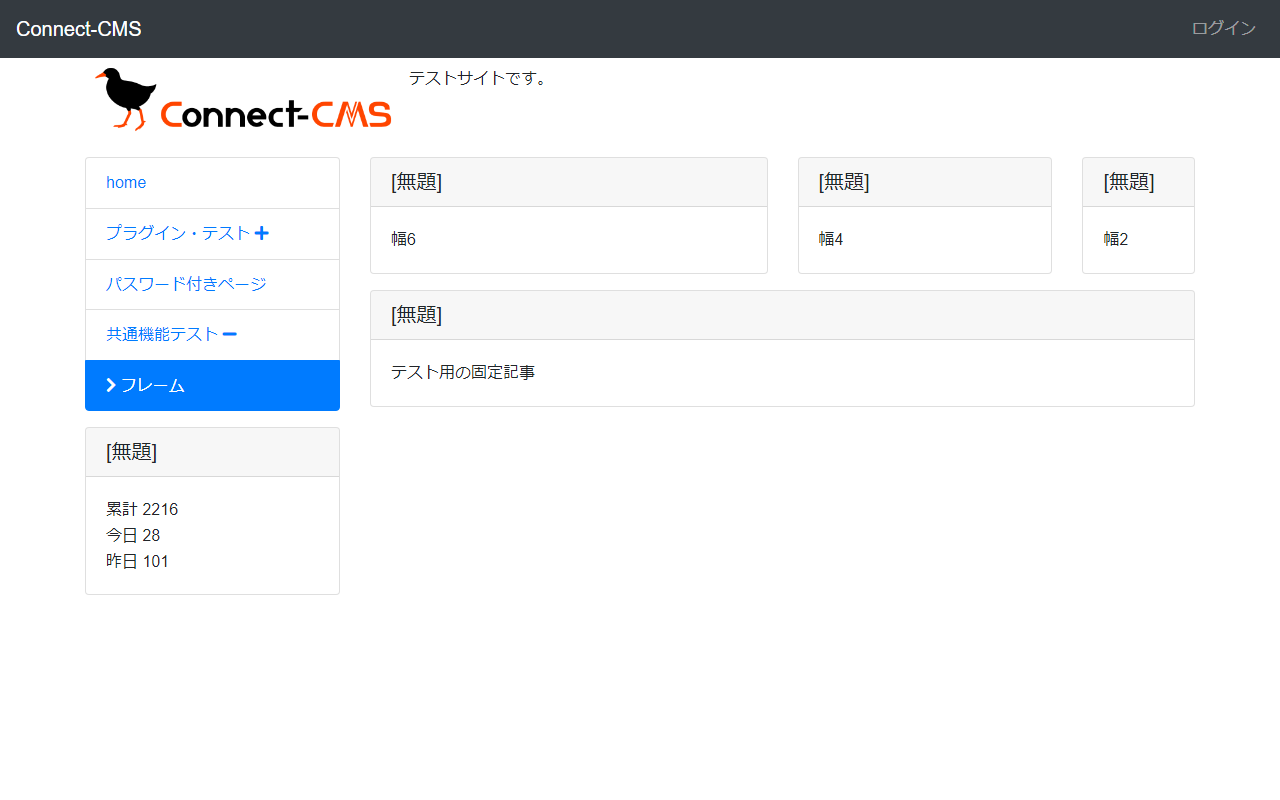 Connect-CMS
ログイン
Connect-CMS
テストサイトです。
home
プラグイン・テスト
パスワード付きページ
共通機能テスト
フレーム
[無題]
累計 2216
今日 28
昨日 101
[無題]
幅6
[無題]
幅4
[無題]
幅2
[無題]
テスト用の固定記事